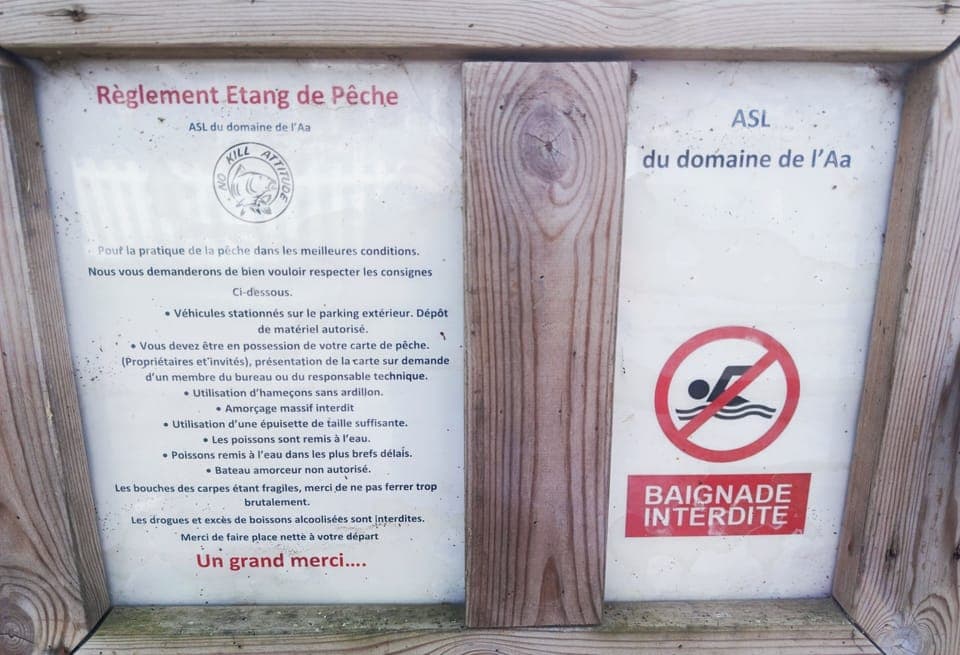 Règlement Etang de Pêche
ASL du domaine de l'Aa
NO KILL ATTITUDE
Pour la pratique de la pêche dans les meilleures conditions.
Nous vous demanderons de bien vouloir respecter les consignes
Ci-dessous.
• Véhicules stationnés sur le parking extérieur. Dépôt
de matériel autorisé.
• Vous devez être en possession de votre carte de pêche.
(Propriétaires et invités), présentation de la carte sur demande
d'un membre du bureau ou du responsable technique.
• Utilisation d'hameçons sans ardillon.
• Amorçage massif interdit
• Utilisation d'une épuisette de taille suffisante.
• Les poissons sont remis à l'eau.
• Poissons remis à l'eau dans les plus brefs délais.
• Bateau amorceur non autorisé.
Les bouches des carpes étant fragiles, merci de ne pas ferrer trop
brutalement.
Les drogues et excès de boissons alcoolisées sont interdites.
Merci de faire place nette à votre départ
Un grand merci....
ASL
du domaine de l'Aa
BAIGNADE
INTERDITE